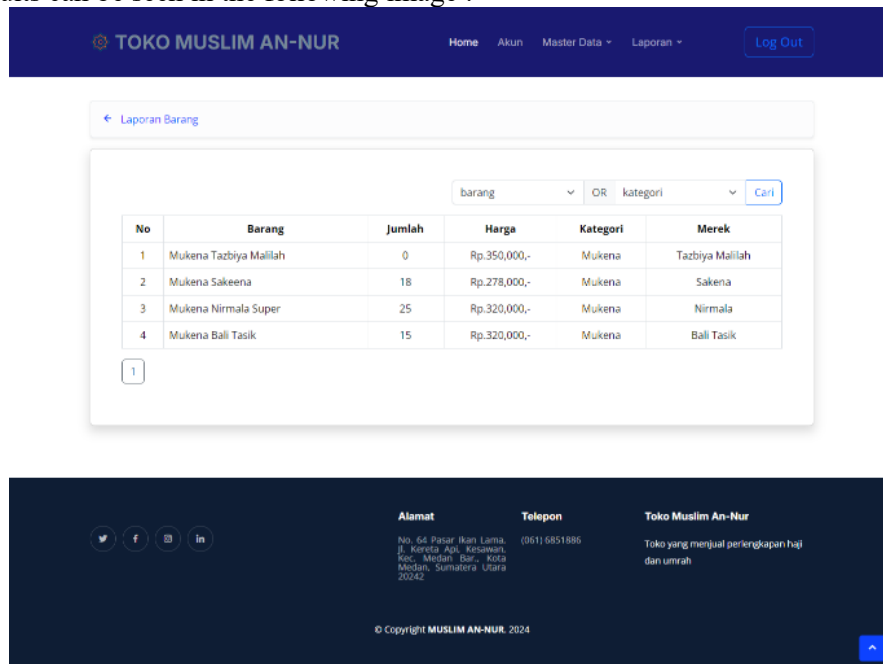 TOKO MUSLIM AN-NUR Home Akun Master Data Laporan Log Out
← Laporan Barang
barang OR kategori Cari
No Barang Jumlah Harga Kategori Merek
1 Mukena Tazbiya Malilah 0 Rp.350,000,- Mukena Tazbiya Malilah
2 Mukena Sakeena 18 Rp.278,000,- Mukena Sakena
3 Mukena Nirmala Super 25 Rp.320,000,- Mukena Nirmala
4 Mukena Bali Tasik 15 Rp.320,000,- Mukena Bali Tasik
1
Alamat
No. 64 Pasar Ikan Lama,
Jl. Kereta Api, Kesawan,
Kec. Medan Bar., Kota
Medan, Sumatera Utara
20242
Telepon
(061) 6851886
Toko Muslim An-Nur
Toko yang menjual perlengkapan haji
dan umrah
© Copyright MUSLIM AN-NUR. 2024